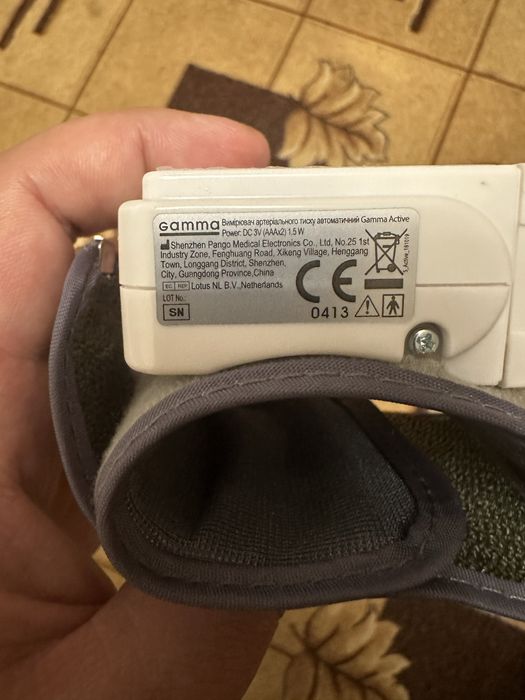 Gamma Вимірювач артеріального тиску автоматичний Gamma Active
Power: DC 3V (AAAx2) 1.5 W
Shenzhen Pango Medical Electronics Co., Ltd, No.25 1st
Industry Zone, Fenghuang Road, Xikeng Village, Henggang
Town, Longgang District, Shenzhen,
City, Guangdong Province,China
EC REP Lotus NL B.V., Netherlands
LOT No.:
SN
CE
0413